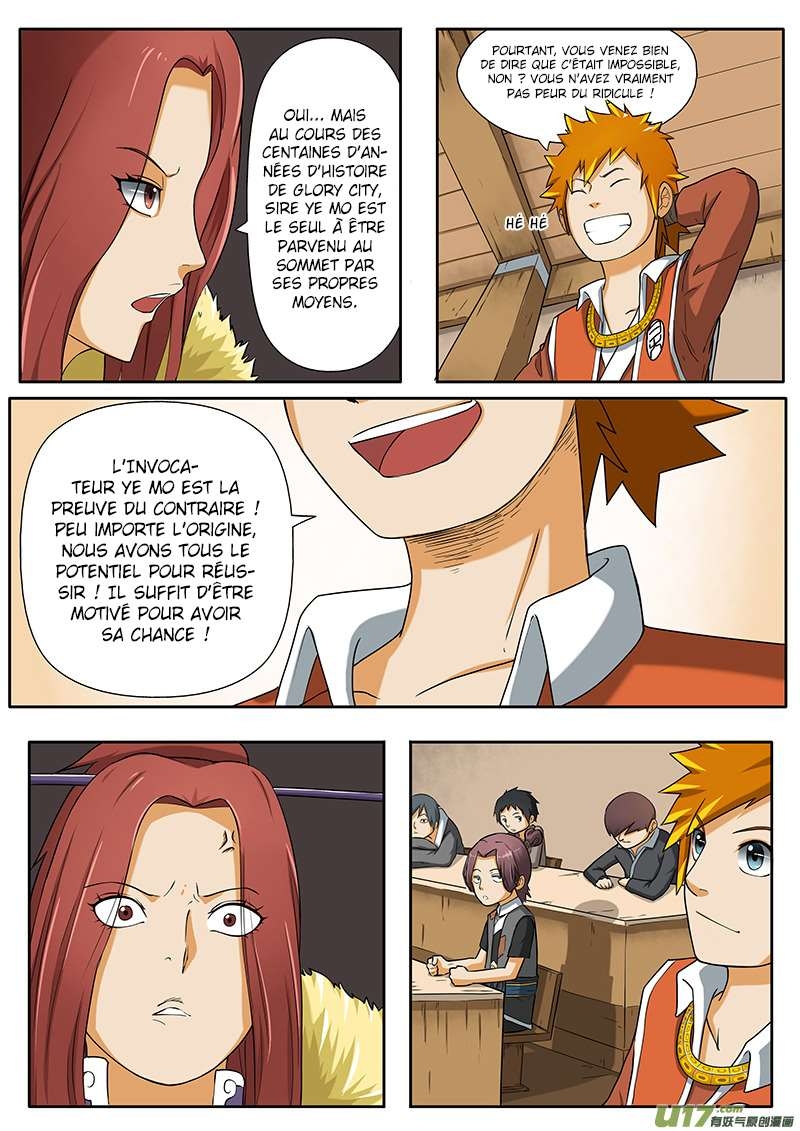 OUI... MAIS
AU COURS DES
CENTAINES D'AN-
NÉES D'HISTOIRE
DE GLORY CITY,
SIRE YE MO EST
LE SEUL À ÊTRE
PARVENU AU
SOMMET PAR
SES PROPRES
MOYENS.
POURTANT, VOUS VENEZ BIEN
DE DIRE QUE C'ÉTAIT IMPOSSIBLE,
NON ? VOUS N'AVEZ VRAIMENT
PAS PEUR DU RIDICULE !
HÉ HÉ
L'INVOCA-
TEUR YE MO EST LA
PREUVE DU CONTRAIRE !
PEU IMPORTE L'ORIGINE,
NOUS AVONS TOUS LE
POTENTIEL POUR RÉUS-
SIR ! IL SUFFIT D'ÊTRE
MOTIVÉ POUR AVOIR
SA CHANCE !
U17.com
有妖气原创漫画